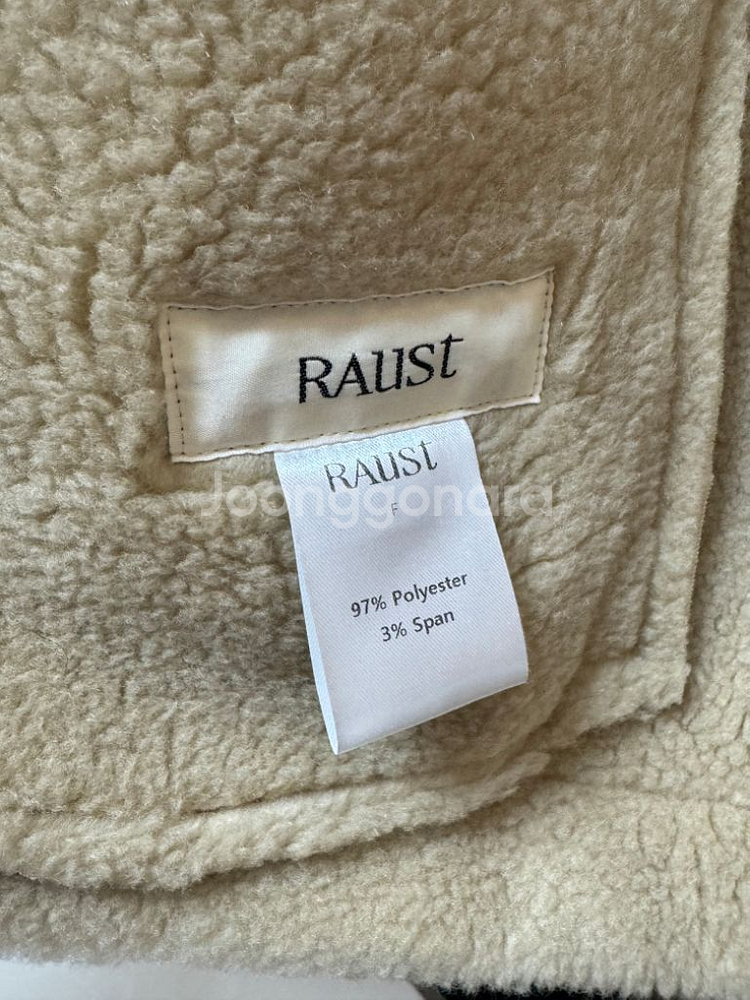 RAUST
RAUST
Joonggonara
F
97% Polyester
3% Span